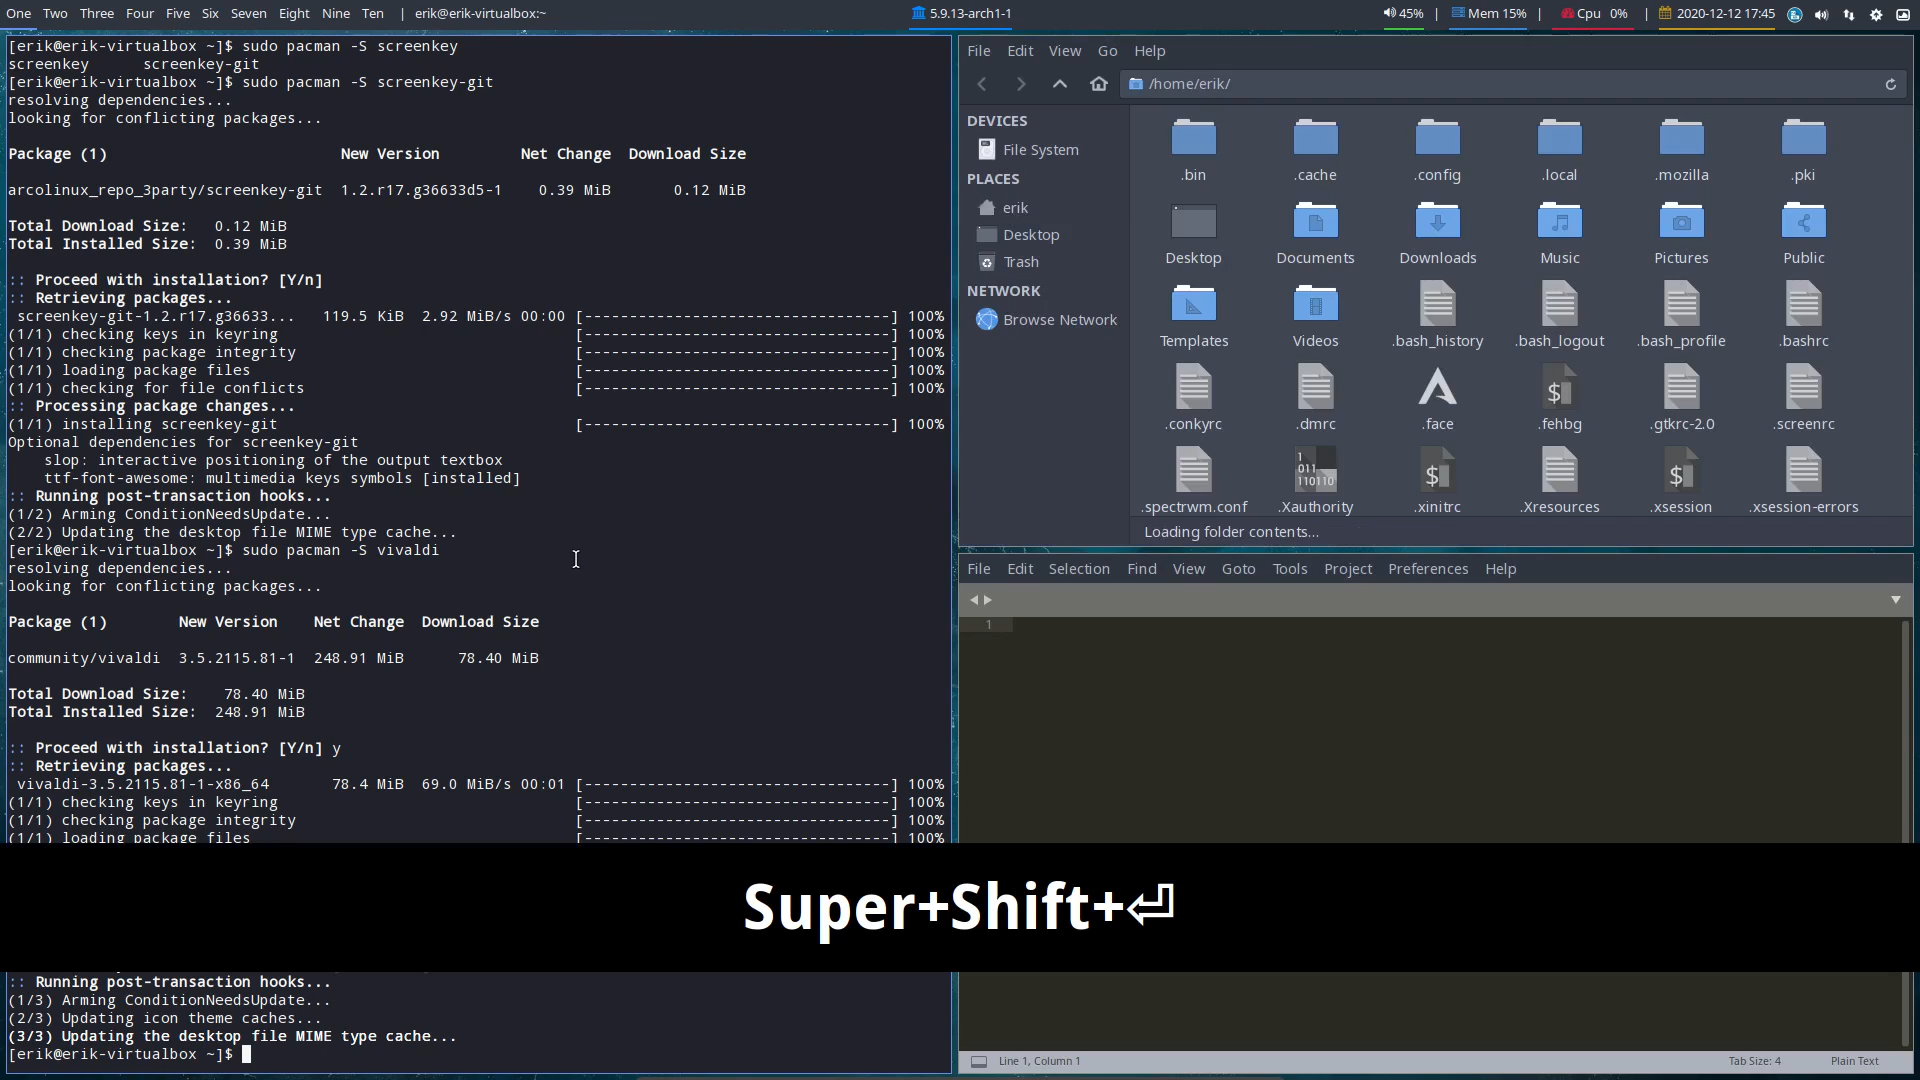 One Two Three Four Five Six Seven Eight Nine Ten | erik@erik-virtualbox:~ 5.9.13-arch1-1 45% | Mem 15% | Cpu 0% | 2020-12-12 17:45
[erik@erik-virtualbox ~]$ sudo pacman -S screenkey
screenkey screenkey-git
[erik@erik-virtualbox ~]$ sudo pacman -S screenkey-git
resolving dependencies...
looking for conflicting packages...
Package (1) New Version Net Change Download Size
arcolinux_repo_3party/screenkey-git 1.2.r17.g36633d5-1 0.39 MiB 0.12 MiB
Total Download Size: 0.12 MiB
Total Installed Size: 0.39 MiB
:: Proceed with installation? [Y/n]
:: Retrieving packages...
screenkey-git-1.2.r17.g36633... 119.5 KiB 2.92 MiB/s 00:00 [----------------------------------] 100%
(1/1) checking keys in keyring [----------------------------------] 100%
(1/1) checking package integrity [----------------------------------] 100%
(1/1) loading package files [----------------------------------] 100%
(1/1) checking for file conflicts [----------------------------------] 100%
:: Processing package changes...
(1/1) installing screenkey-git [----------------------------------] 100%
Optional dependencies for screenkey-git
slop: interactive positioning of the output textbox
ttf-font-awesome: multimedia keys symbols [installed]
:: Running post-transaction hooks...
(1/2) Arming ConditionNeedsUpdate...
(2/2) Updating the desktop file MIME type cache...
[erik@erik-virtualbox ~]$ sudo pacman -S vivaldi
resolving dependencies...
looking for conflicting packages...
Package (1) New Version Net Change Download Size
community/vivaldi 3.5.2115.81-1 248.91 MiB 78.40 MiB
Total Download Size: 78.40 MiB
Total Installed Size: 248.91 MiB
:: Proceed with installation? [Y/n] y
:: Retrieving packages...
vivaldi-3.5.2115.81-1-x86_64 78.4 MiB 69.0 MiB/s 00:01 [----------------------------------] 100%
(1/1) checking keys in keyring [----------------------------------] 100%
(1/1) checking package integrity [----------------------------------] 100%
(1/1) loading package files [----------------------------------] 100%
:: Running post-transaction hooks...
(1/3) Arming ConditionNeedsUpdate...
(2/3) Updating icon theme caches...
(3/3) Updating the desktop file MIME type cache...
[erik@erik-virtualbox ~]$
File Edit View Go Help
/home/erik/
DEVICES
File System
PLACES
erik
Desktop
Trash
NETWORK
Browse Network
.bin .cache .config .local .mozilla .pki
Desktop Documents Downloads Music Pictures Public
Templates Videos .bash_history .bash_logout .bash_profile .bashrc
.conkyrc .dmrc .face .fehbg .gtkrc-2.0 .screenrc
.spectrwm.conf .Xauthority .xinitrc .Xresources .xsession .xsession-errors
Loading folder contents...
File Edit Selection Find View Goto Tools Project Preferences Help
1
Line 1, Column 1 Tab Size: 4 Plain Text
Super+Shift+⏎